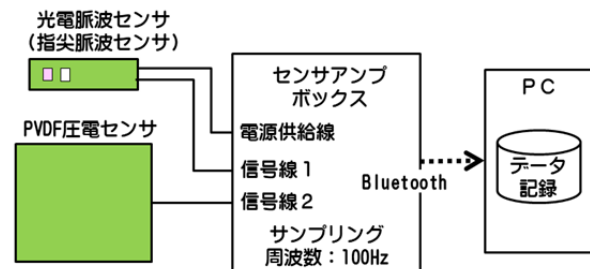 光電脈波センサ
（指尖脈波センサ）
PVDF圧電センサ
センサアンプ
ボックス
電源供給線
信号線１
信号線２
サンプリング
周波数：100Hz
Bluetooth
ＰＣ
データ
記録